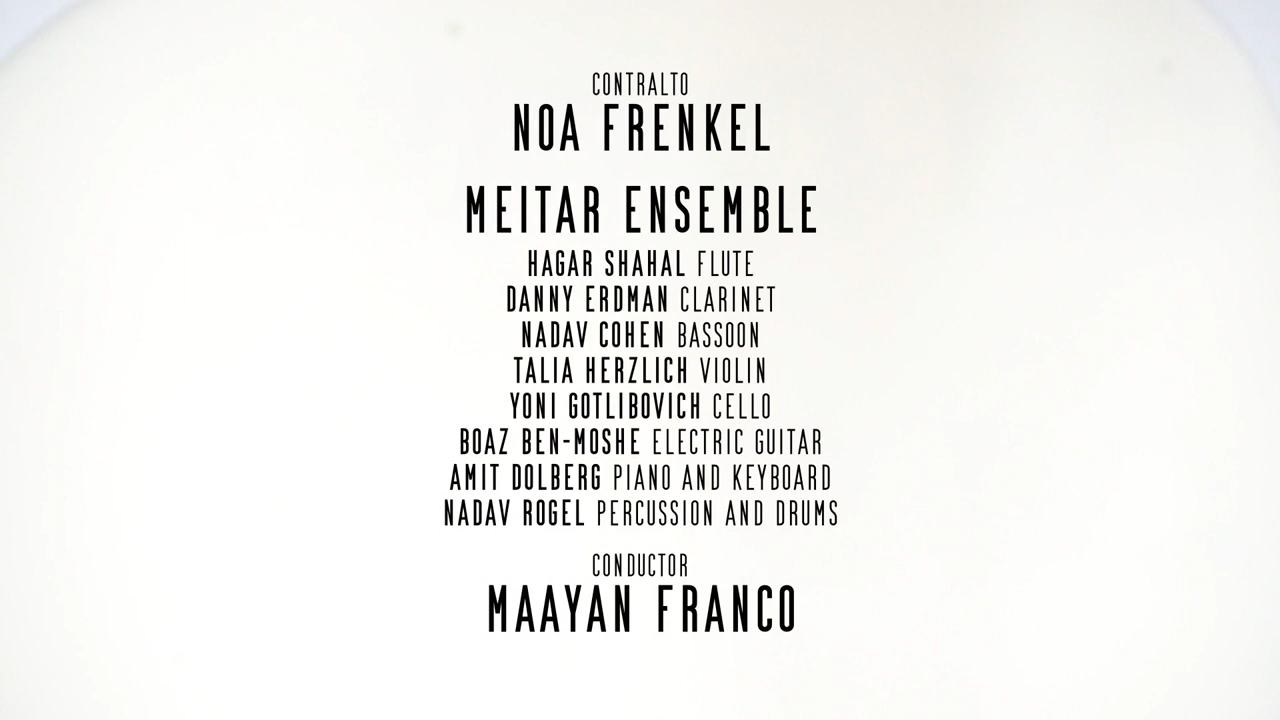 CONTRALTO
NOA FRENKEL
MEITAR ENSEMBLE
HAGAR SHAHAL FLUTE
DANNY ERDMAN CLARINET
NADAV COHEN BASSOON
TALIA HERZLICH VIOLIN
YONI GOTLIBOVICH CELLO
BOAZ BEN-MOSHE ELECTRIC GUITAR
AMIT DOLBERG PIANO AND KEYBOARD
NADAV ROGEL PERCUSSION AND DRUMS
CONDUCTOR
MAAYAN FRANCO